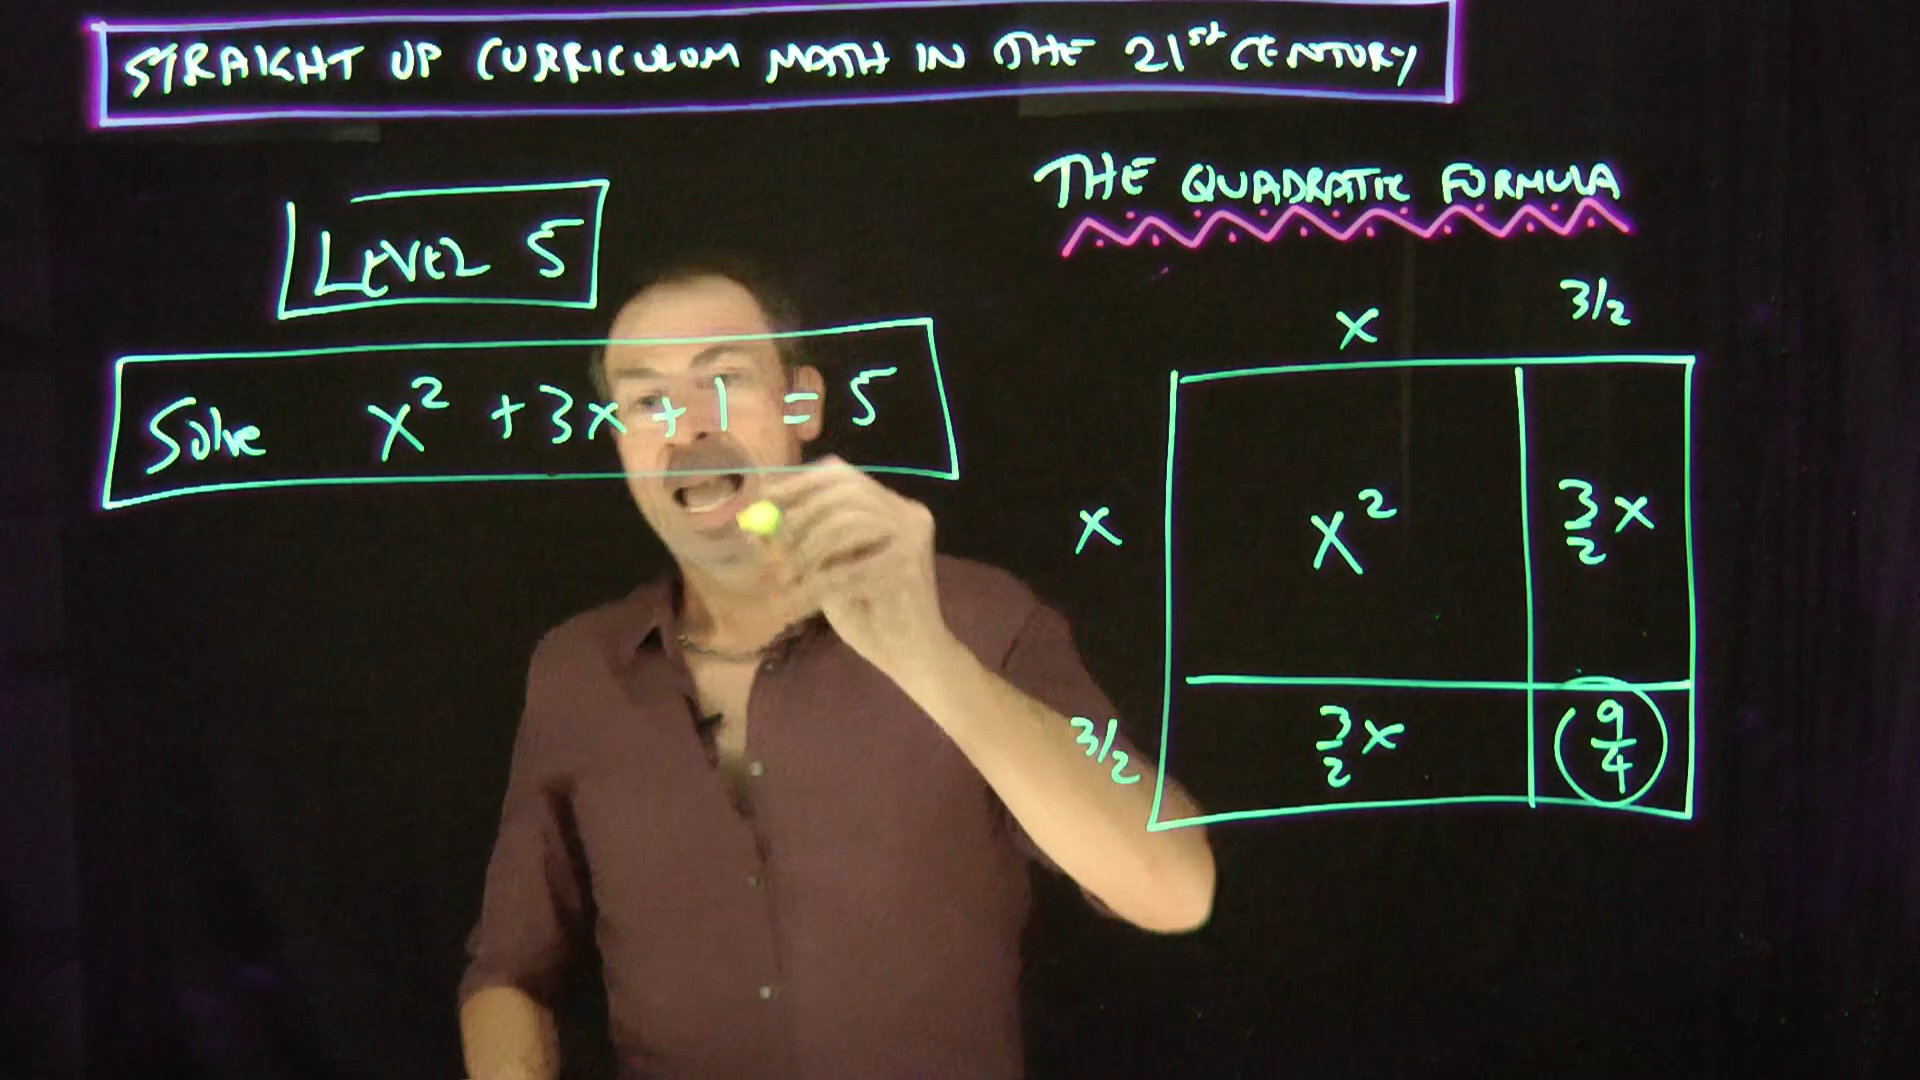 STRAIGHT UP CURRICULUM MATH IN THE 21st CENTURY
THE QUADRATIC FORMULA
LEVEL 5
Solve x² + 3x + 1 = 5
x 3/2
x x² 3/2 x
3/2 3/2 x 9/4